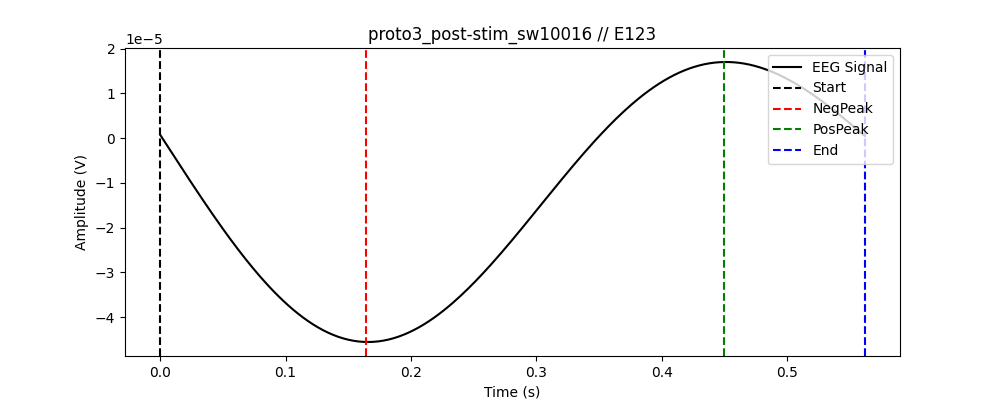 proto3_post-stim_sw10016 // E123
1e−5
2
1
0
−1
−2
−3
−4
Amplitude (V)
0.0 0.1 0.2 0.3 0.4 0.5
Time (s)
EEG Signal
Start
NegPeak
PosPeak
End